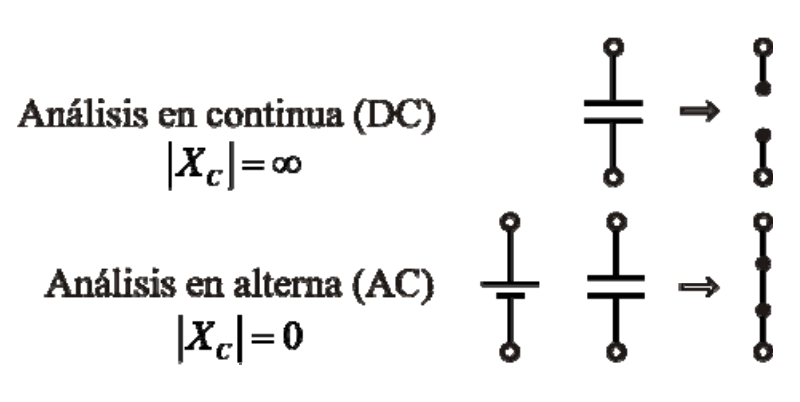 Análisis en continua (DC)
|X_C| = ∞
Análisis en alterna (AC)
|X_C| = 0